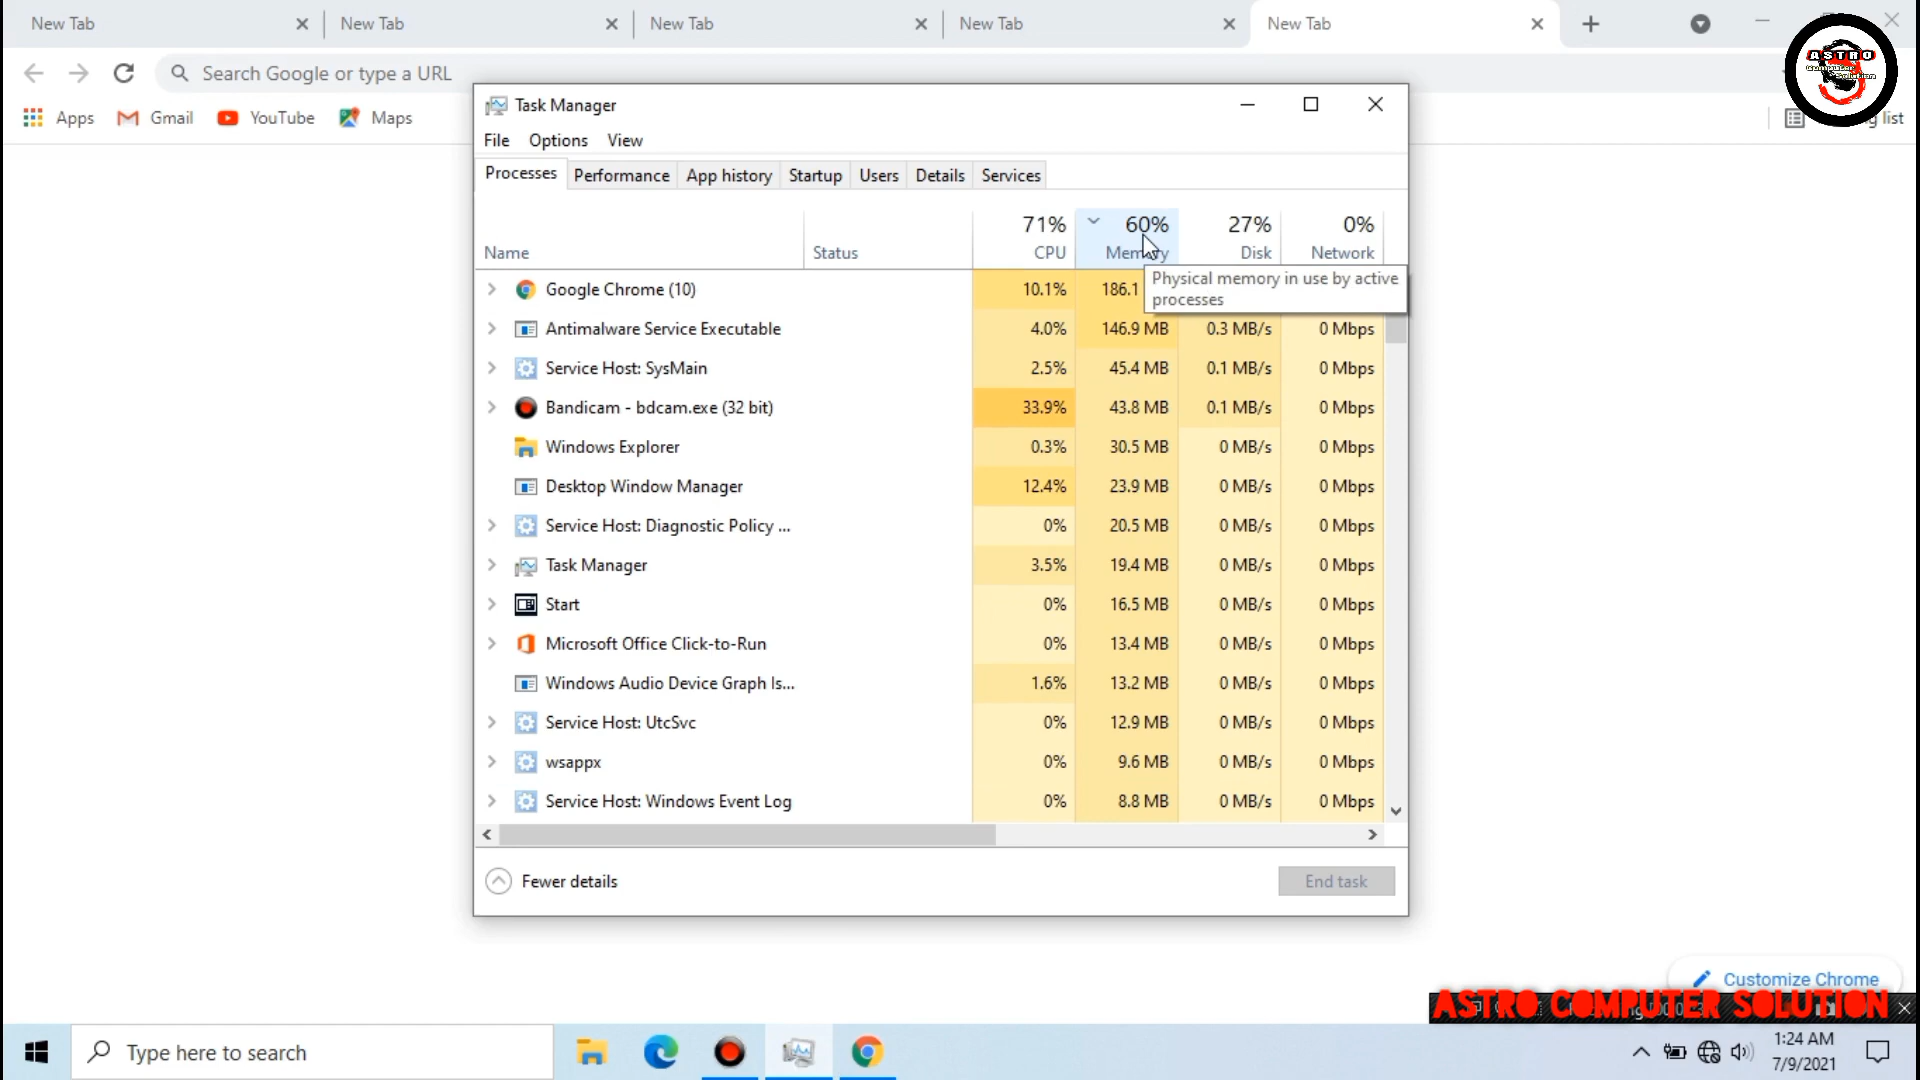 New Tab New Tab New Tab New Tab New Tab
Search Google or type a URL
Apps Gmail YouTube Maps
list
ASTRO
Computer
Solution
Task Manager
File Options View
Processes Performance App history Startup Users Details Services
71% 60% 27% 0%
Name Status CPU Memory Disk Network
Physical memory in use by active
processes
Google Chrome (10) 10.1% 186.1
Antimalware Service Executable 4.0% 146.9 MB 0.3 MB/s 0 Mbps
Service Host: SysMain 2.5% 45.4 MB 0.1 MB/s 0 Mbps
Bandicam - bdcam.exe (32 bit) 33.9% 43.8 MB 0.1 MB/s 0 Mbps
Windows Explorer 0.3% 30.5 MB 0 MB/s 0 Mbps
Desktop Window Manager 12.4% 23.9 MB 0 MB/s 0 Mbps
Service Host: Diagnostic Policy ... 0% 20.5 MB 0 MB/s 0 Mbps
Task Manager 3.5% 19.4 MB 0 MB/s 0 Mbps
Start 0% 16.5 MB 0 MB/s 0 Mbps
Microsoft Office Click-to-Run 0% 13.4 MB 0 MB/s 0 Mbps
Windows Audio Device Graph Is... 1.6% 13.2 MB 0 MB/s 0 Mbps
Service Host: UtcSvc 0% 12.9 MB 0 MB/s 0 Mbps
wsappx 0% 9.6 MB 0 MB/s 0 Mbps
Service Host: Windows Event Log 0% 8.8 MB 0 MB/s 0 Mbps
Fewer details End task
Customize Chrome
ASTRO COMPUTER SOLUTION
Type here to search
1:24 AM
7/9/2021